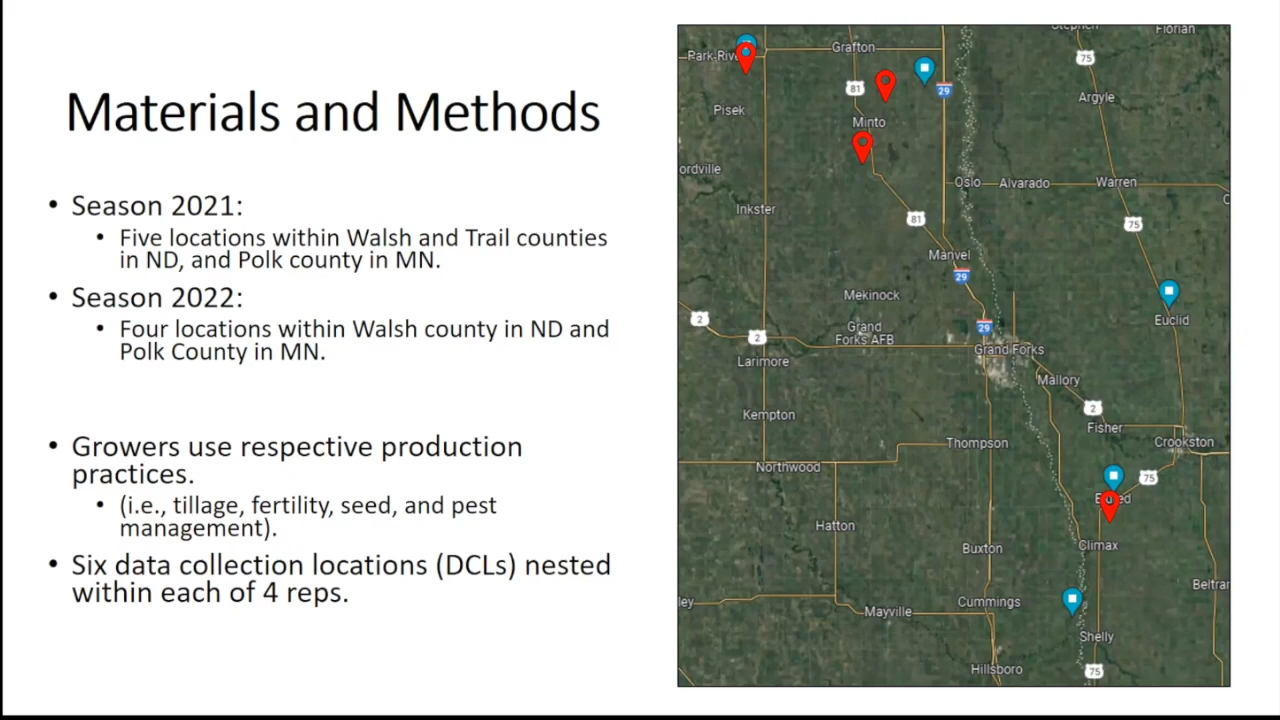 Materials and Methods
• Season 2021:
• Five locations within Walsh and Trail counties
in ND, and Polk county in MN.
• Season 2022:
• Four locations within Walsh county in ND and
Polk County in MN.
• Growers use respective production
practices.
• (i.e., tillage, fertility, seed, and pest
management).
• Six data collection locations (DCLs) nested
within each of 4 reps.
Florian
Grafton
75
81
29
Argyle
Pisek
Minto
ordville
Oslo
Alvarado
Warren
Inkster
81
75
Manvel
29
Mekinock
2
Euclid
Grand
Forks AFB
29
2
Grand Forks
Larimore
Mallory
2
Kempton
Fisher
Thompson
Crookston
Northwood
75
Hatton
Climax
Buxton
Beltrar
ley
Cummings
Mayville
Shelly
Hillsboro
75